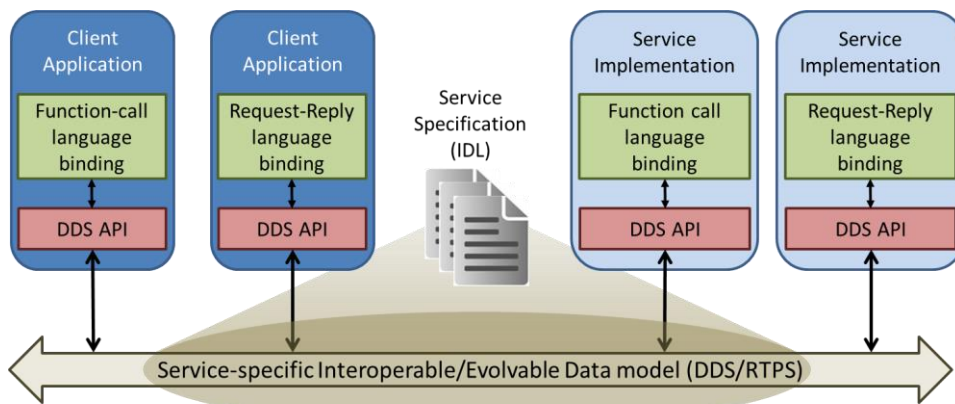 Client
Application
Function-call
language
binding
DDS API
Client
Application
Request-Reply
language
binding
DDS API
Service
Specification
(IDL)
Service
Implementation
Function call
language
binding
DDS API
Service
Implementation
Request-Reply
language
binding
DDS API
Service-specific Interoperable/Evolvable Data model (DDS/RTPS)